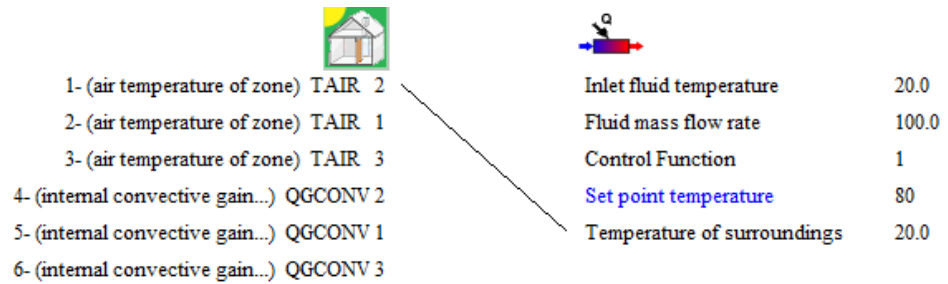 Q
1- (air temperature of zone) TAIR 2
2- (air temperature of zone) TAIR 1
3- (air temperature of zone) TAIR 3
4- (internal convective gain...) QGCONV 2
5- (internal convective gain...) QGCONV 1
6- (internal convective gain...) QGCONV 3
Inlet fluid temperature 20.0
Fluid mass flow rate 100.0
Control Function 1
Set point temperature 80
Temperature of surroundings 20.0